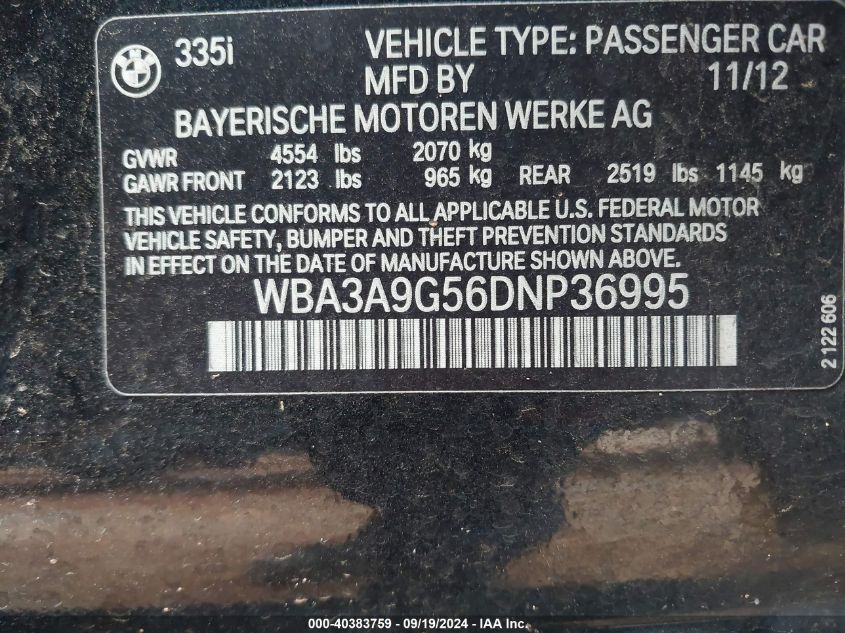 BMW
335i VEHICLE TYPE: PASSENGER CAR
MFD BY 11/12
BAYERISCHE MOTOREN WERKE AG
GVWR 4554 lbs 2070 kg
GAWR FRONT 2123 lbs 965 kg REAR 2519 lbs 1145 kg
THIS VEHICLE CONFORMS TO ALL APPLICABLE U.S. FEDERAL MOTOR
VEHICLE SAFETY, BUMPER AND THEFT PREVENTION STANDARDS
IN EFFECT ON THE DATE OF MANUFACTURE SHOWN ABOVE.
WBA3A9G56DNP36995
2 122 606
000-40383759 - 09/19/2024 - IAA Inc.